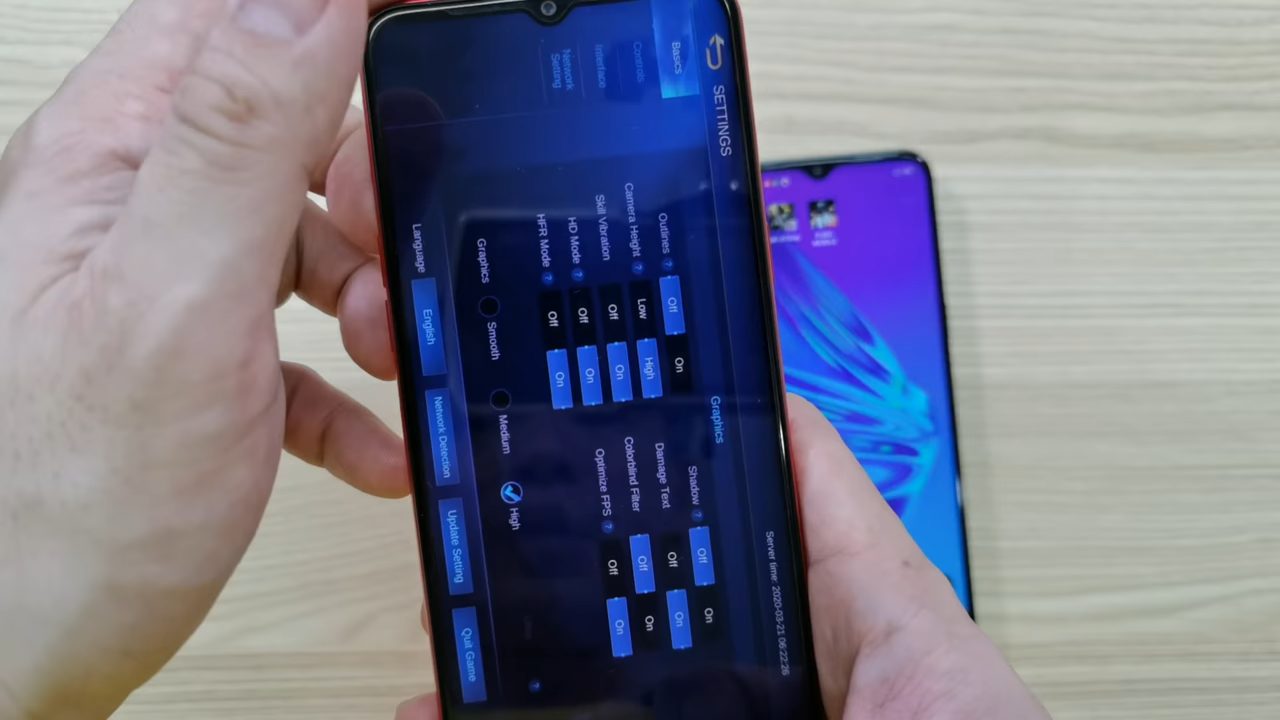 SETTINGS
Server time: 2020-03-21 06:22:26
Basics
Controls
Interface
Network
Setting
Graphics
Outlines ? Off On
Shadow ? Off On
Camera Height ? Low High
Damage Text Off On
Skill Vibration Off On
Colorblind Filter Off On
HD Mode ? Off On
Optimize FPS ? Off On
HFR Mode ? Off On
Graphics Smooth Medium High
?
Language English Network Detection Update Setting Quit Game